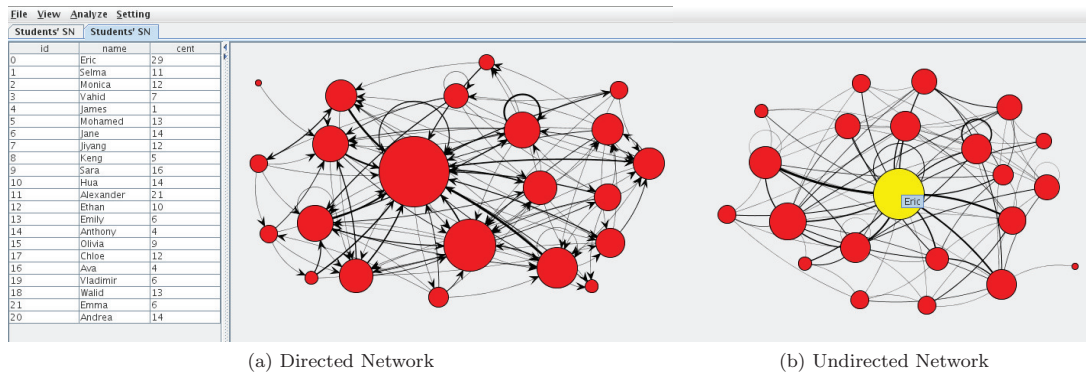 File View Analyze Setting
Students' SN Students' SN
id name cent
0 Eric 29
1 Selma 11
2 Monica 12
3 Vahid 7
4 James 1
5 Mohamed 13
6 Jane 14
7 Jiyang 12
8 Keng 5
9 Sara 16
10 Hua 14
11 Alexander 21
12 Ethan 10
13 Emily 6
14 Anthony 4
15 Olivia 9
17 Chloe 12
16 Ava 4
19 Vladimir 6
18 Walid 13
21 Emma 6
20 Andrea 14
Eric
(a) Directed Network
(b) Undirected Network